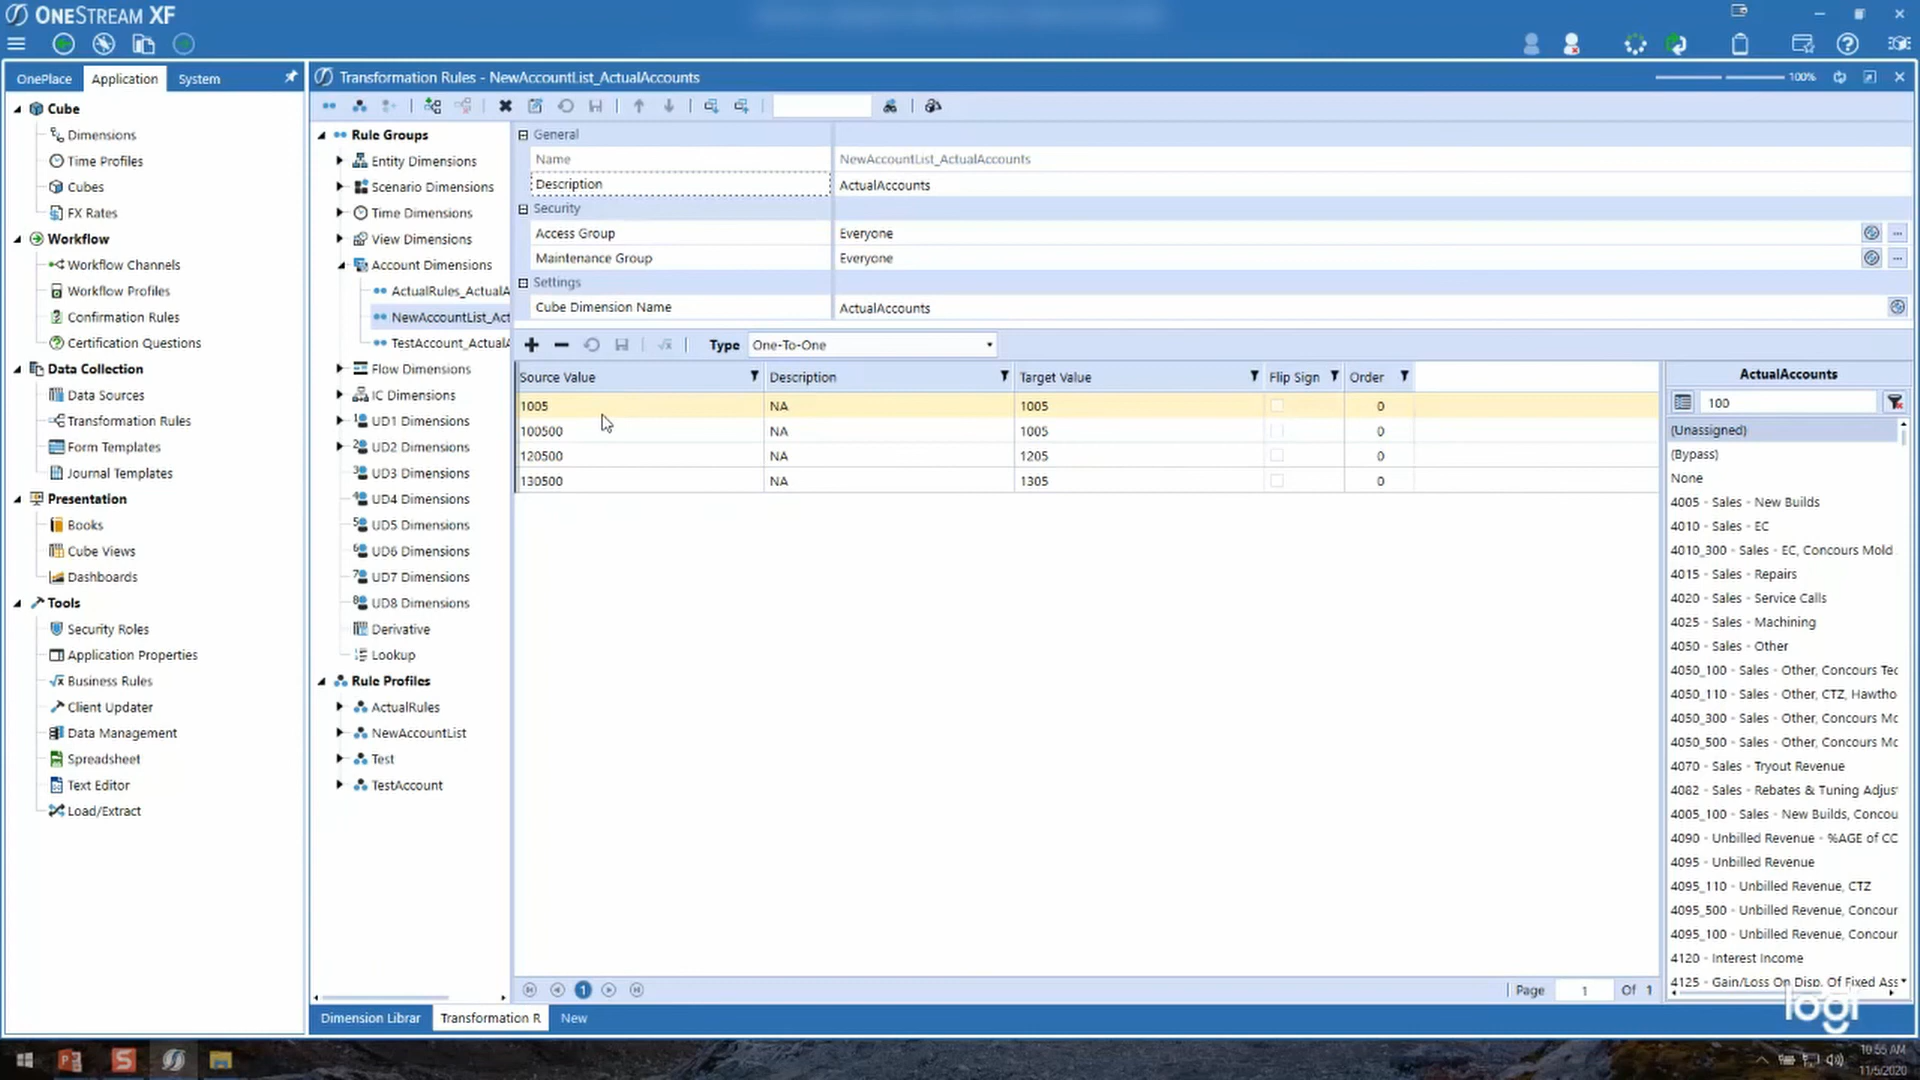 ONESTREAM XF
OnePlace Application System
Cube
Dimensions
Time Profiles
Cubes
FX Rates
Workflow
Workflow Channels
Workflow Profiles
Confirmation Rules
Certification Questions
Data Collection
Data Sources
Transformation Rules
Form Templates
Journal Templates
Presentation
Books
Cube Views
Dashboards
Tools
Security Roles
Application Properties
Business Rules
Client Updater
Data Management
Spreadsheet
Text Editor
Load/Extract
Transformation Rules - NewAccountList_ActualAccounts
100%
Rule Groups
Entity Dimensions
Scenario Dimensions
Time Dimensions
View Dimensions
Account Dimensions
ActualRules_ActualA
NewAccountList_Act
TestAccount_ActualA
Flow Dimensions
IC Dimensions
UD1 Dimensions
UD2 Dimensions
UD3 Dimensions
UD4 Dimensions
UD5 Dimensions
UD6 Dimensions
UD7 Dimensions
UD8 Dimensions
Derivative
Lookup
Rule Profiles
ActualRules
NewAccountList
Test
TestAccount
General
Name NewAccountList_ActualAccounts
Description ActualAccounts
Security
Access Group Everyone
Maintenance Group Everyone
Settings
Cube Dimension Name ActualAccounts
Type One-To-One
Source Value Description Target Value Flip Sign Order
1005 NA 1005 0
100500 NA 1005 0
120500 NA 1205 0
130500 NA 1305 0
1
Page 1 Of 1
ActualAccounts
100
(Unassigned)
(Bypass)
None
4005 - Sales - New Builds
4010 - Sales - EC
4010_300 - Sales - EC, Concours Mold
4015 - Sales - Repairs
4020 - Sales - Service Calls
4025 - Sales - Machining
4050 - Sales - Other
4050_100 - Sales - Other, Concours Tec
4050_110 - Sales - Other, CTZ, Hawtho
4050_300 - Sales - Other, Concours Mc
4050_500 - Sales - Other, Concours Mc
4070 - Sales - Tryout Revenue
4082 - Sales - Rebates & Tuning Adjus
4005_100 - Sales - New Builds, Concou
4090 - Unbilled Revenue - %AGE of CC
4095 - Unbilled Revenue
4095_110 - Unbilled Revenue, CTZ
4095_500 - Unbilled Revenue, Concour
4095_100 - Unbilled Revenue, Concour
4120 - Interest Income
4125 - Gain/Loss On Disp. Of Fixed Ass
Dimension Librar Transformation R New
logi
10:55 AM
11/5/2020